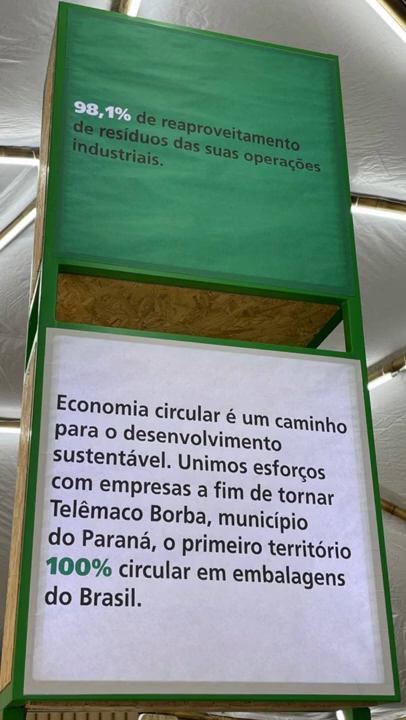 98,1% de reaproveitamento
de resíduos das suas operações
industriais.
Economia circular é um caminho
para o desenvolvimento
sustentável. Unimos esforços
com empresas a fim de tornar
Telêmaco Borba, município
do Paraná, o primeiro território
100% circular em embalagens
do Brasil.